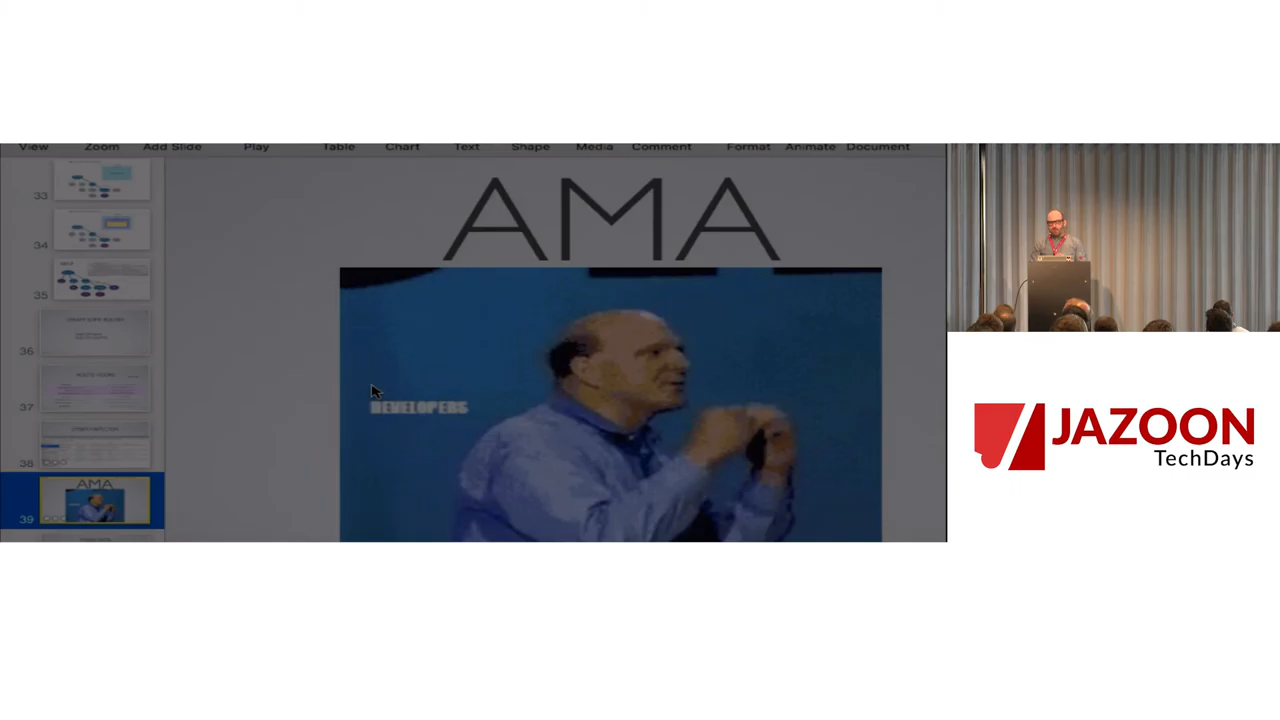 View Zoom Add Slide Play Table Chart Text Shape Media Comment Format Animate Document
33
34
35
36
37
38
39
AMA
AMA
DEVELOPERS
JAZOON
TechDays